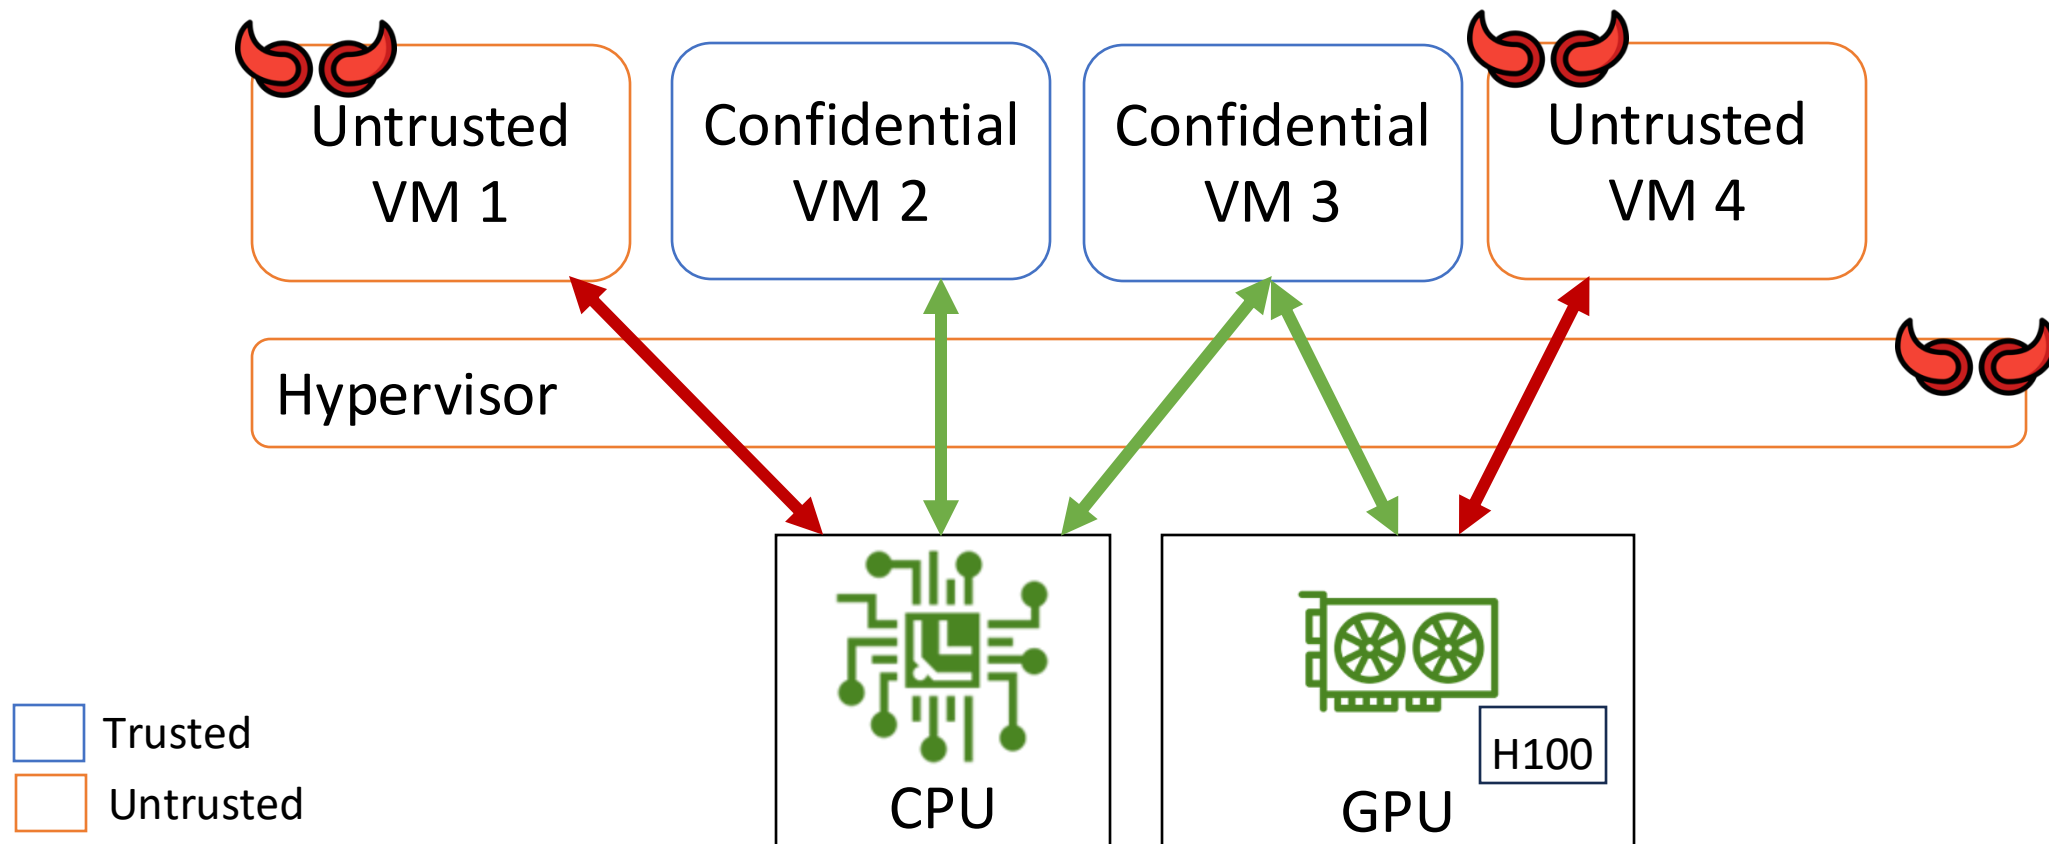 Untrusted
VM 1
Confidential
VM 2
Confidential
VM 3
Untrusted
VM 4
Hypervisor
Trusted
Untrusted
CPU
GPU
H100